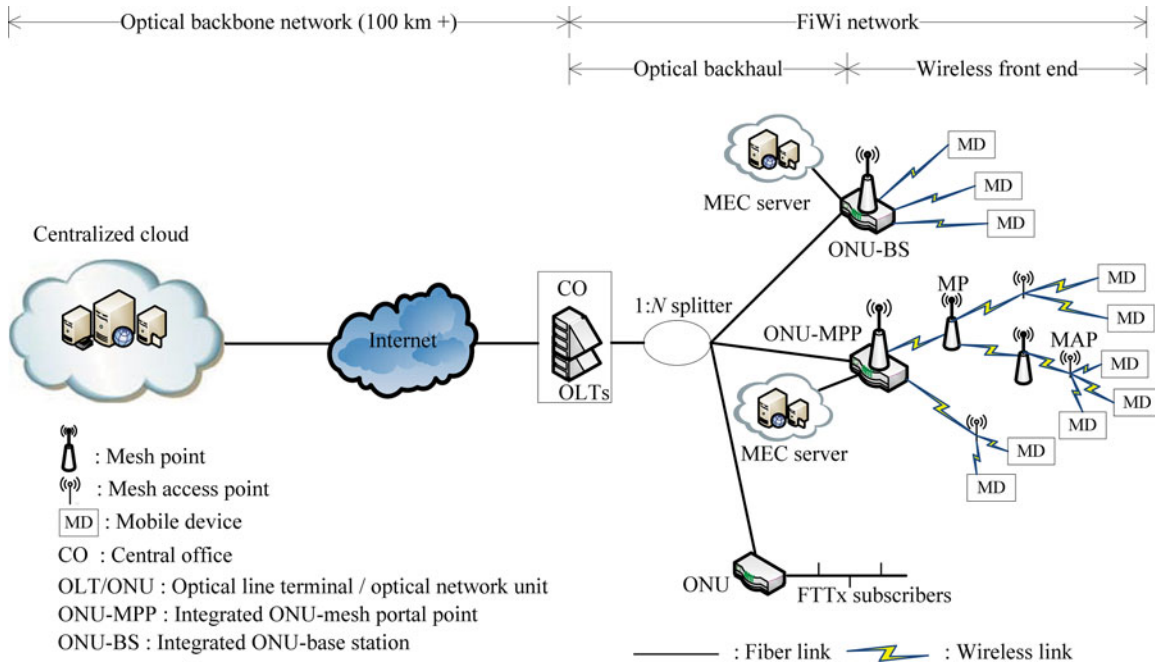 Optical backbone network (100 km +)
FiWi network
Optical backhaul
Wireless front end
MD
MD
MD
MEC server
ONU-BS
Centralized cloud
Internet
CO
OLTs
1:N splitter
ONU-MPP
MP
MAP
MD
MD
MD
MD
MD
MD
MD
MEC server
ONU
FTTx subscribers
: Mesh point
: Mesh access point
MD : Mobile device
CO : Central office
OLT/ONU : Optical line terminal / optical network unit
ONU-MPP : Integrated ONU-mesh portal point
ONU-BS : Integrated ONU-base station
: Fiber link
: Wireless link